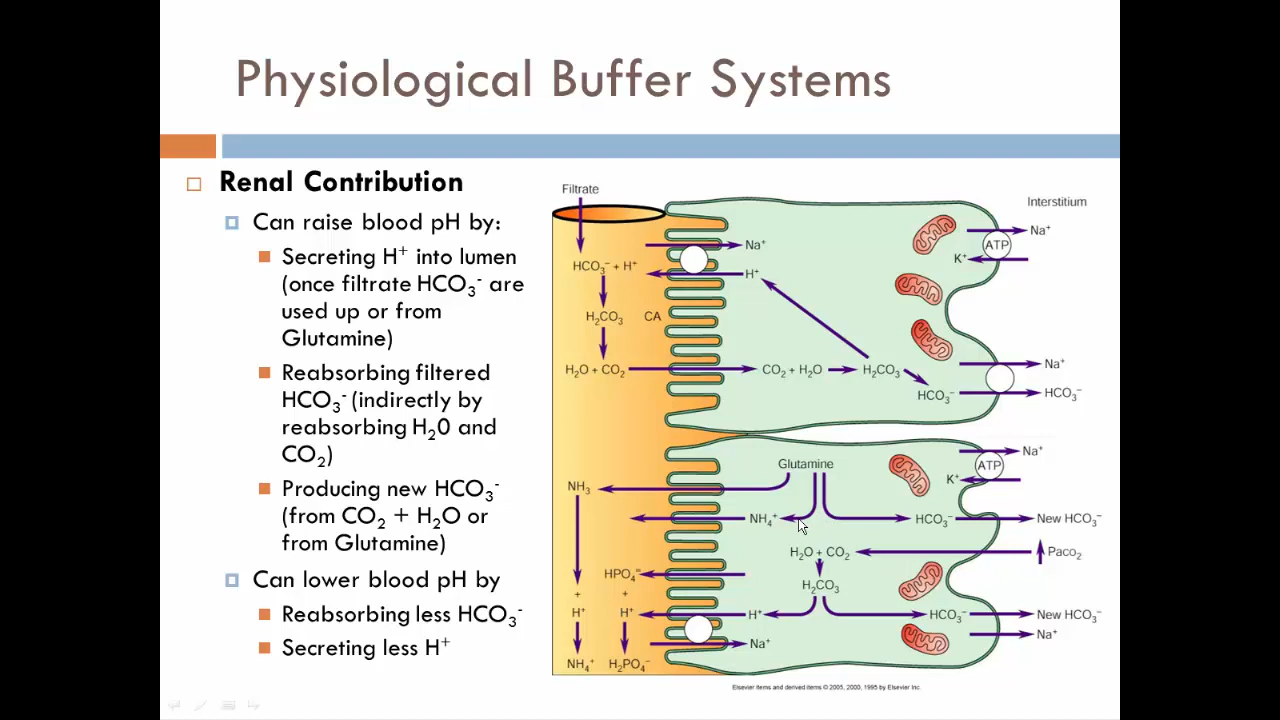 Physiological Buffer Systems
Renal Contribution
Can raise blood pH by:
Secreting H⁺ into lumen
(once filtrate HCO₃⁻ are
used up or from
Glutamine)
Reabsorbing filtered
HCO₃⁻ (indirectly by
reabsorbing H₂0 and
CO₂)
Producing new HCO₃⁻
(from CO₂ + H₂O or
from Glutamine)
Can lower blood pH by
Reabsorbing less HCO₃⁻
Secreting less H⁺
Filtrate
Interstitium
HCO₃⁻ + H⁺
H₂CO₃
CA
H₂O + CO₂
Na⁺
H⁺
CO₂ + H₂O
H₂CO₃
HCO₃⁻
ATP
Na⁺
K⁺
Na⁺
HCO₃⁻
Glutamine
NH₃
NH₄⁺
HCO₃⁻
New HCO₃⁻
ATP
Na⁺
K⁺
H₂O + CO₂
Paco₂
H₂CO₃
HPO₄⁼
+
H⁺
+
H⁺
H⁺
HCO₃⁻
New HCO₃⁻
Na⁺
Na⁺
NH₄⁺
H₂PO₄⁻
Elsevier items and derived items © 2005, 2000, 1995 by Elsevier Inc.